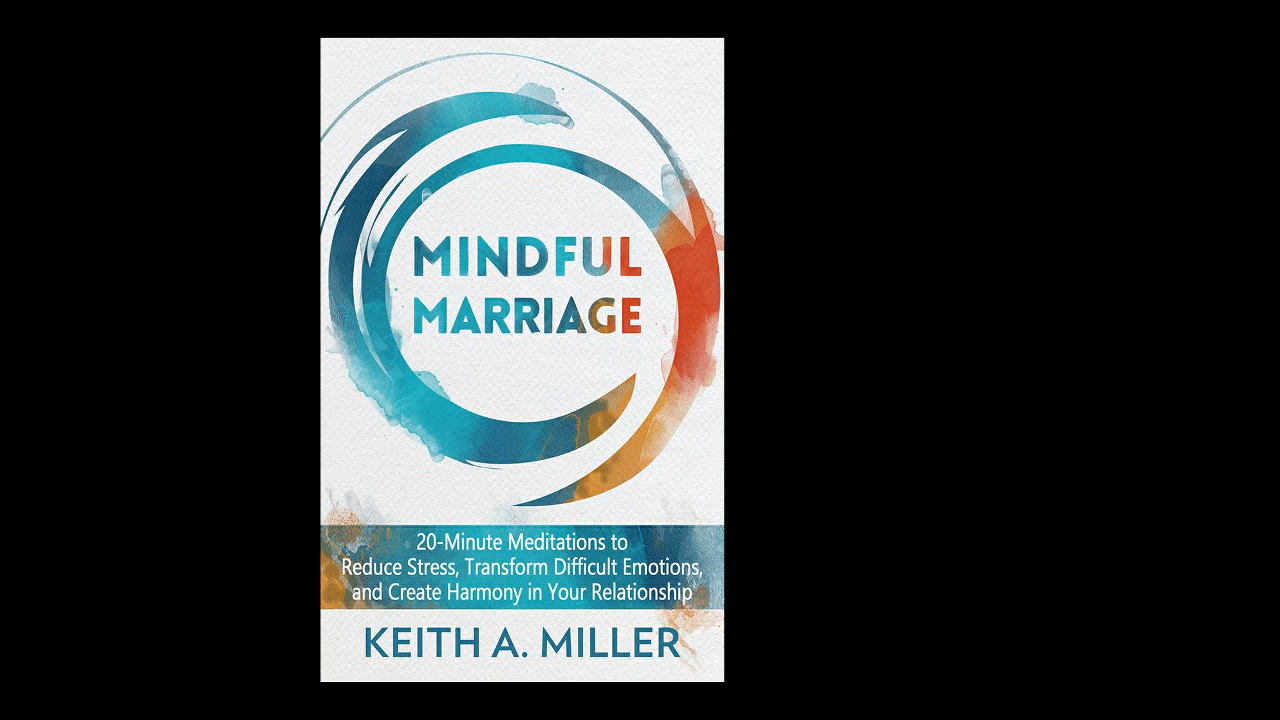 MINDFUL
MARRIAGE
20-Minute Meditations to
Reduce Stress, Transform Difficult Emotions,
and Create Harmony in Your Relationship
KEITH A. MILLER